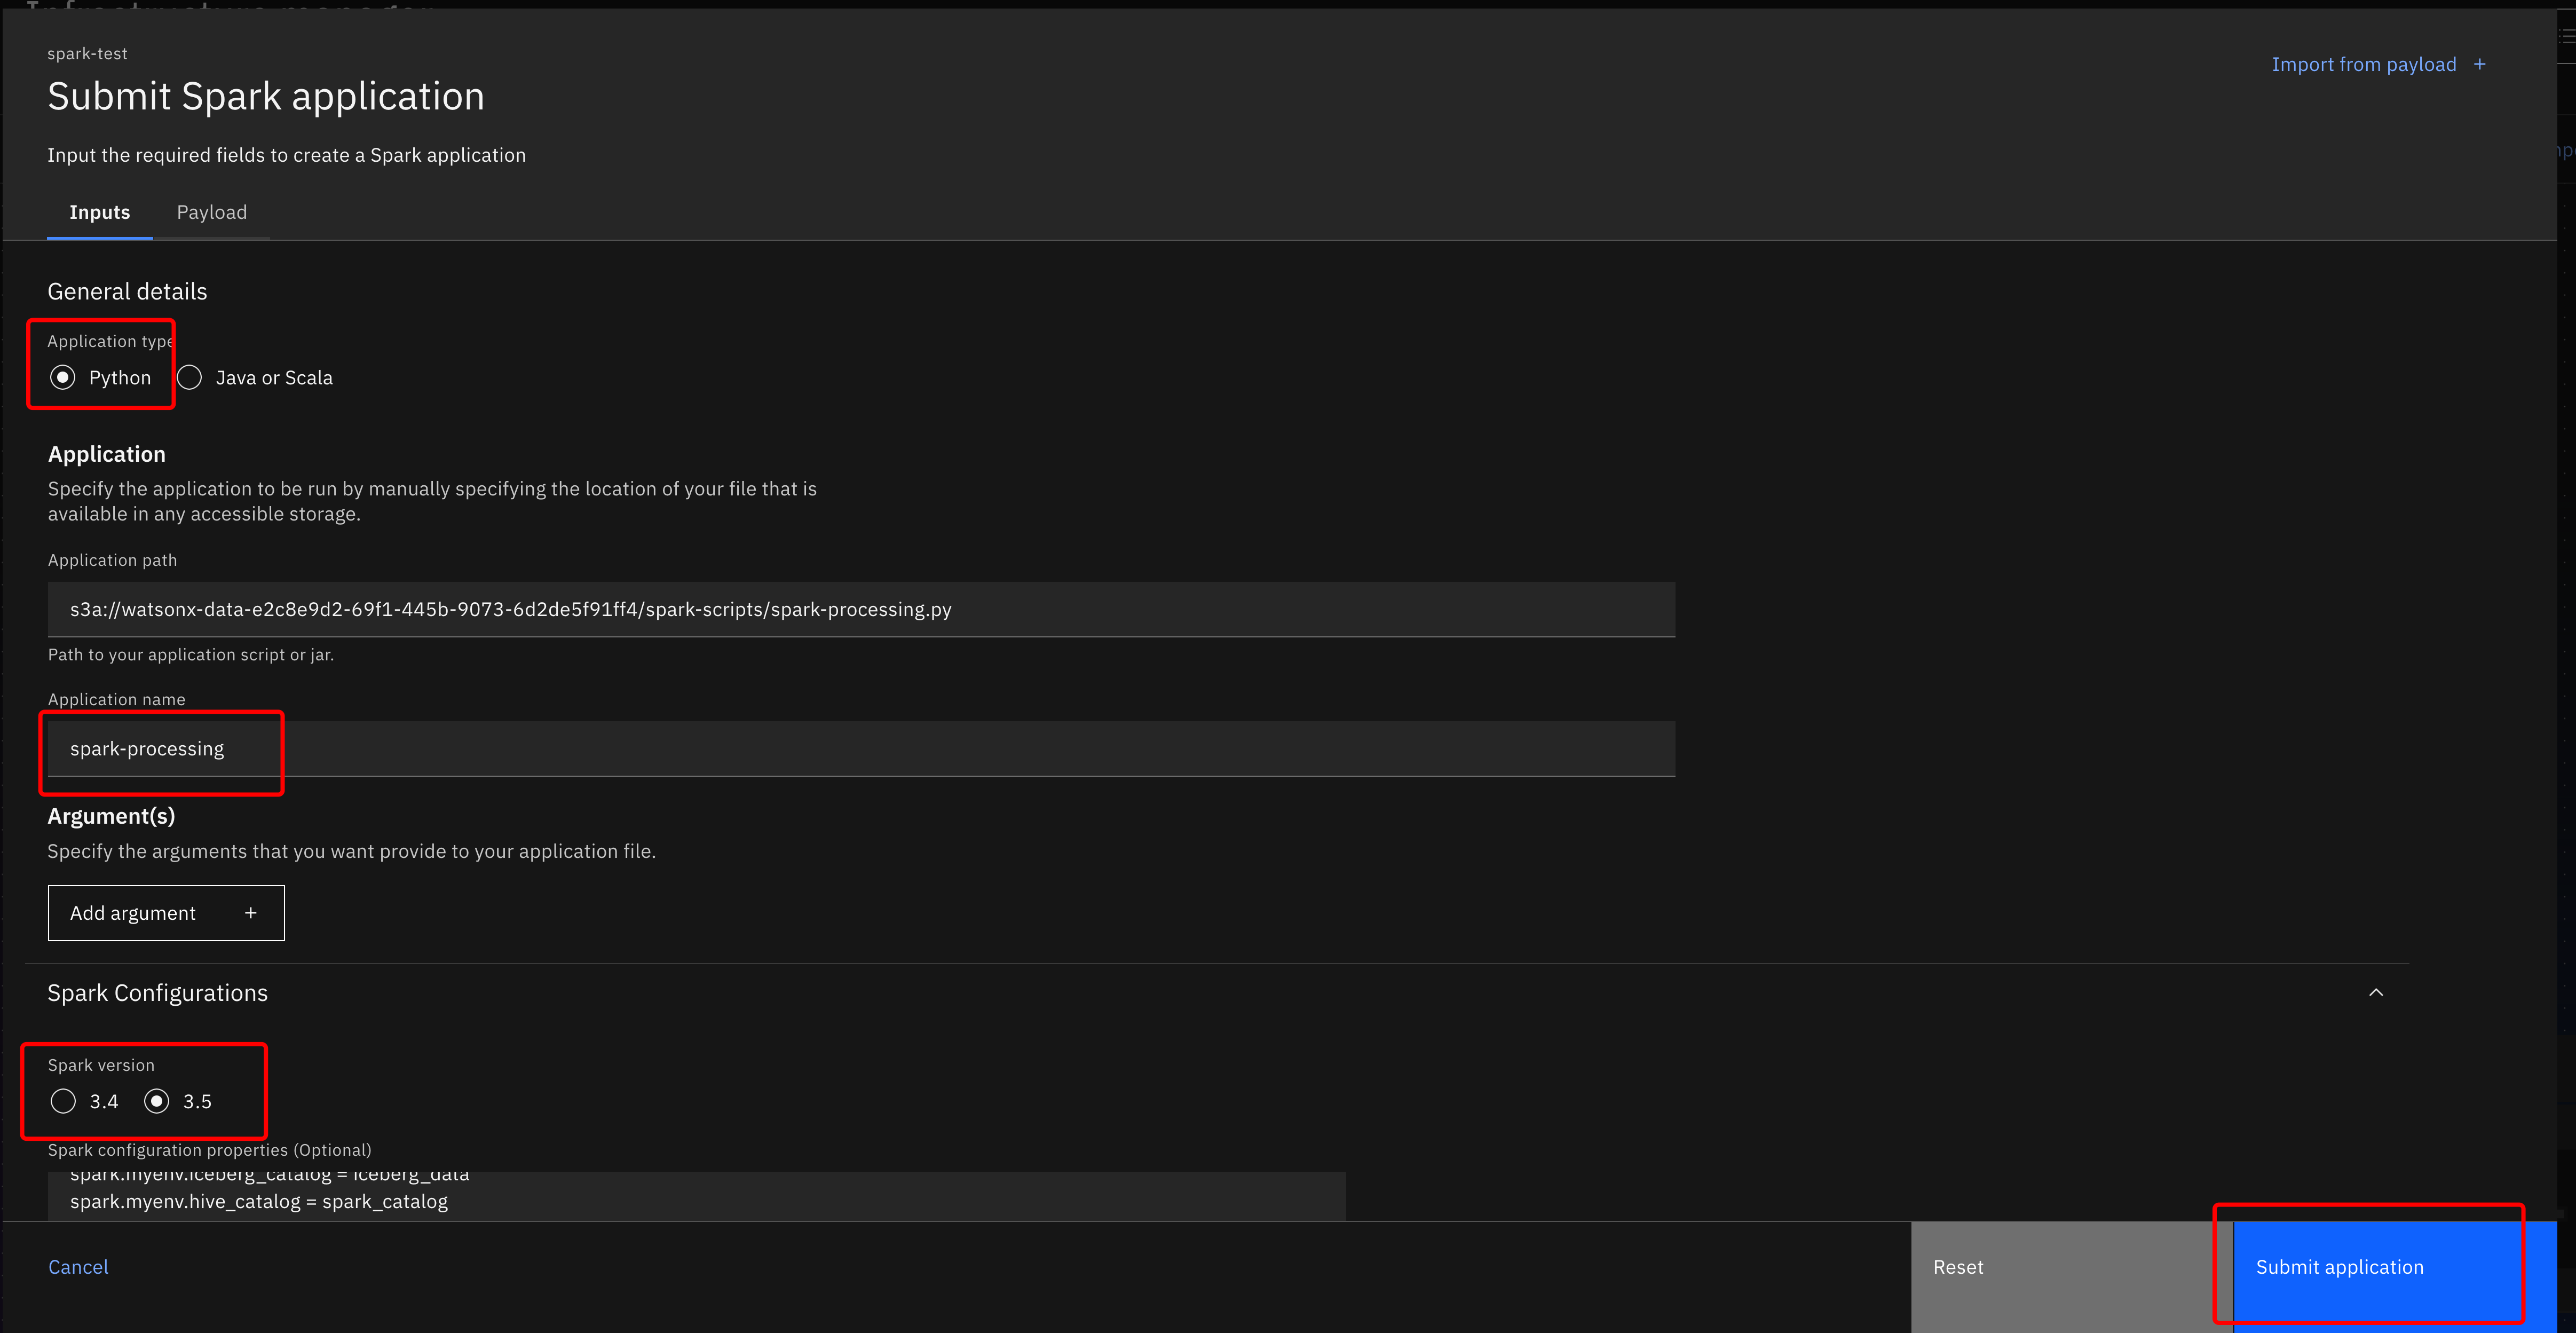 spark-test
Import from payload +
Submit Spark application
Input the required fields to create a Spark application
Inputs Payload
General details
Application type
Python Java or Scala
Application
Specify the application to be run by manually specifying the location of your file that is
available in any accessible storage.
Application path
s3a://watsonx-data-e2c8e9d2-69f1-445b-9073-6d2de5f91ff4/spark-scripts/spark-processing.py
Path to your application script or jar.
Application name
spark-processing
Argument(s)
Specify the arguments that you want provide to your application file.
Add argument +
Spark Configurations
Spark version
3.4 3.5
Spark configuration properties (Optional)
spark.myenv.iceberg_catalog = iceberg_data
spark.myenv.hive_catalog = spark_catalog
Cancel
Reset
Submit application